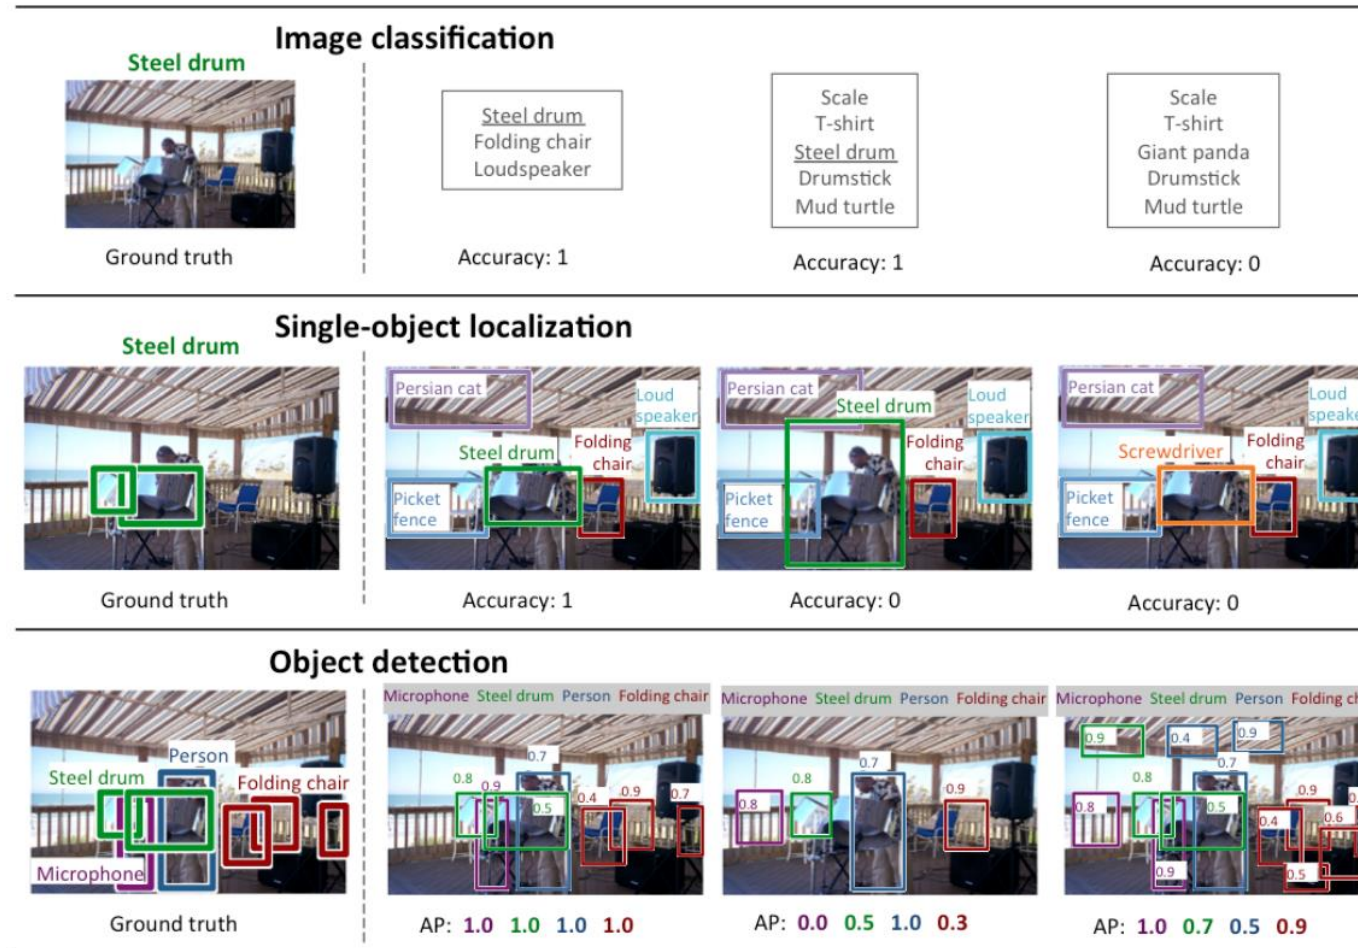 Image classification
Steel drum
Ground truth
Steel drum
Folding chair
Loudspeaker
Accuracy: 1
Scale
T-shirt
Steel drum
Drumstick
Mud turtle
Accuracy: 1
Scale
T-shirt
Giant panda
Drumstick
Mud turtle
Accuracy: 0
Single-object localization
Steel drum
Ground truth
Persian cat
Loud
speaker
Steel drum
Folding
chair
Picket
fence
Accuracy: 1
Persian cat
Loud
speaker
Steel drum
Folding
chair
Picket
fence
Accuracy: 0
Persian cat
Loud
speake
Screwdriver
Folding
chair
Picket
fence
Accuracy: 0
Object detection
Person
Steel drum
Folding chair
Microphone
Ground truth
Microphone Steel drum Person Folding chair
0.7
0.8
0.9
0.5
0.4
0.9
0.7
AP: 1.0 1.0 1.0 1.0
Microphone Steel drum Person Folding chair
0.7
0.8
0.8
0.9
AP: 0.0 0.5 1.0 0.3
Microphone Steel drum Person Folding
0.9
0.4
0.9
0.7
0.8
0.8
0.5
0.9
0.4
0.6
0.9
0.5
AP: 1.0 0.7 0.5 0.9